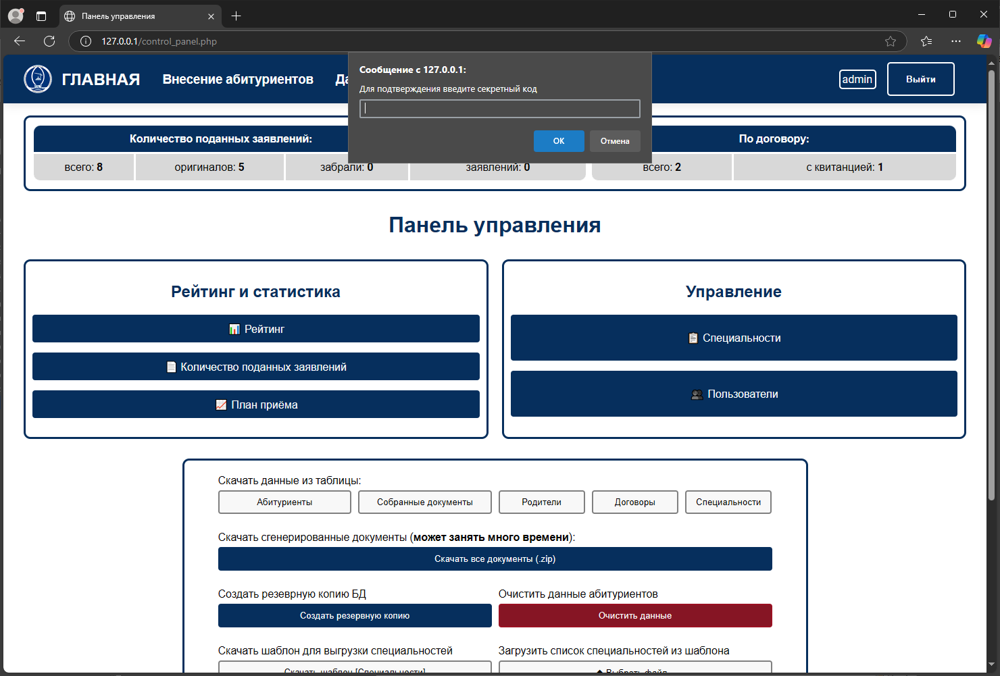 Панель управления
127.0.0.1/control_panel.php
ГЛАВНАЯ Внесение абитуриентов Да
admin Выйти
Сообщение с 127.0.0.1:
Для подтверждения введите секретный код
ОК Отмена
Количество поданных заявлений: По договору:
всего: 8 оригиналов: 5 забрали: 0 заявлений: 0 всего: 2 с квитанцией: 1
Панель управления
Рейтинг и статистика
Рейтинг
Количество поданных заявлений
План приёма
Управление
Специальности
Пользователи
Скачать данные из таблицы:
Абитуриенты Собранные документы Родители Договоры Специальности
Скачать сгенерированные документы (может занять много времени):
Скачать все документы (.zip)
Создать резеврную копию БД Очистить данные абитуриентов
Создать резервную копию Очистить данные
Скачать шаблон для выгрузки специальностей Загрузить список специальностей из шаблона
Скачать шаблон [Специальности] Выбрать файл